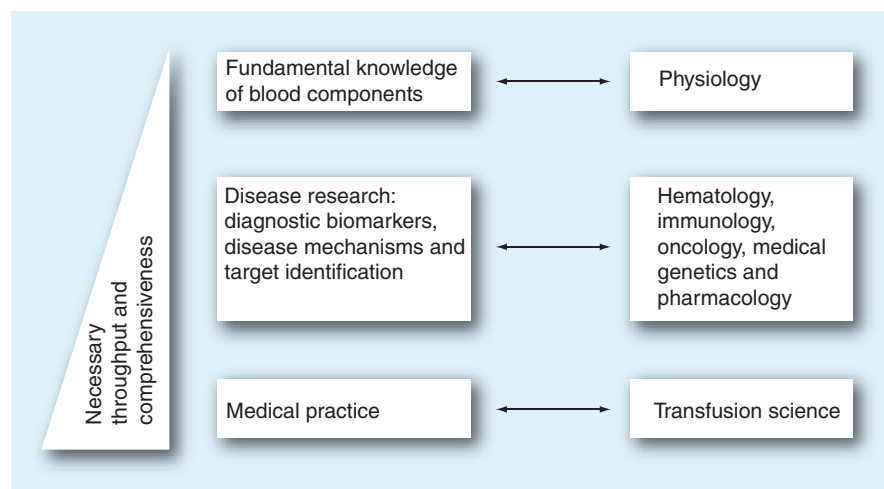 Fundamental knowledge
of blood components
Physiology
Disease research:
diagnostic biomarkers,
disease mechanisms and
target identification
Hematology,
immunology,
oncology, medical
genetics and
pharmacology
Necessary
throughput and
comprehensiveness
Medical practice
Transfusion science